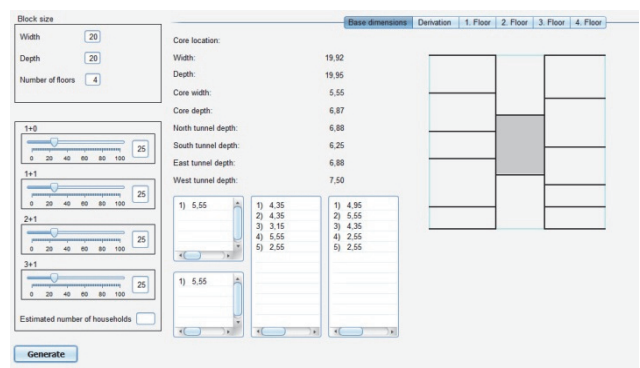 Block size
Width 20
Depth 20
Number of floors 4
1+0
25
0 20 40 60 80 100
1+1
25
0 20 40 60 80 100
2+1
25
0 20 40 60 80 100
3+1
25
0 20 40 60 80 100
Estimated number of households
Generate
Base dimensions Derivation 1. Floor 2. Floor 3. Floor 4. Floor
Core location:
Width: 19,92
Depth: 19,95
Core width: 5,55
Core depth: 6,87
North tunnel depth: 6,88
South tunnel depth: 6,25
East tunnel depth: 6,88
West tunnel depth: 7,50
1) 5,55
1) 5,55
1) 4,35
2) 4,35
3) 3,15
4) 5,55
5) 2,55
1) 4,95
2) 5,55
3) 4,35
4) 2,55
5) 2,55